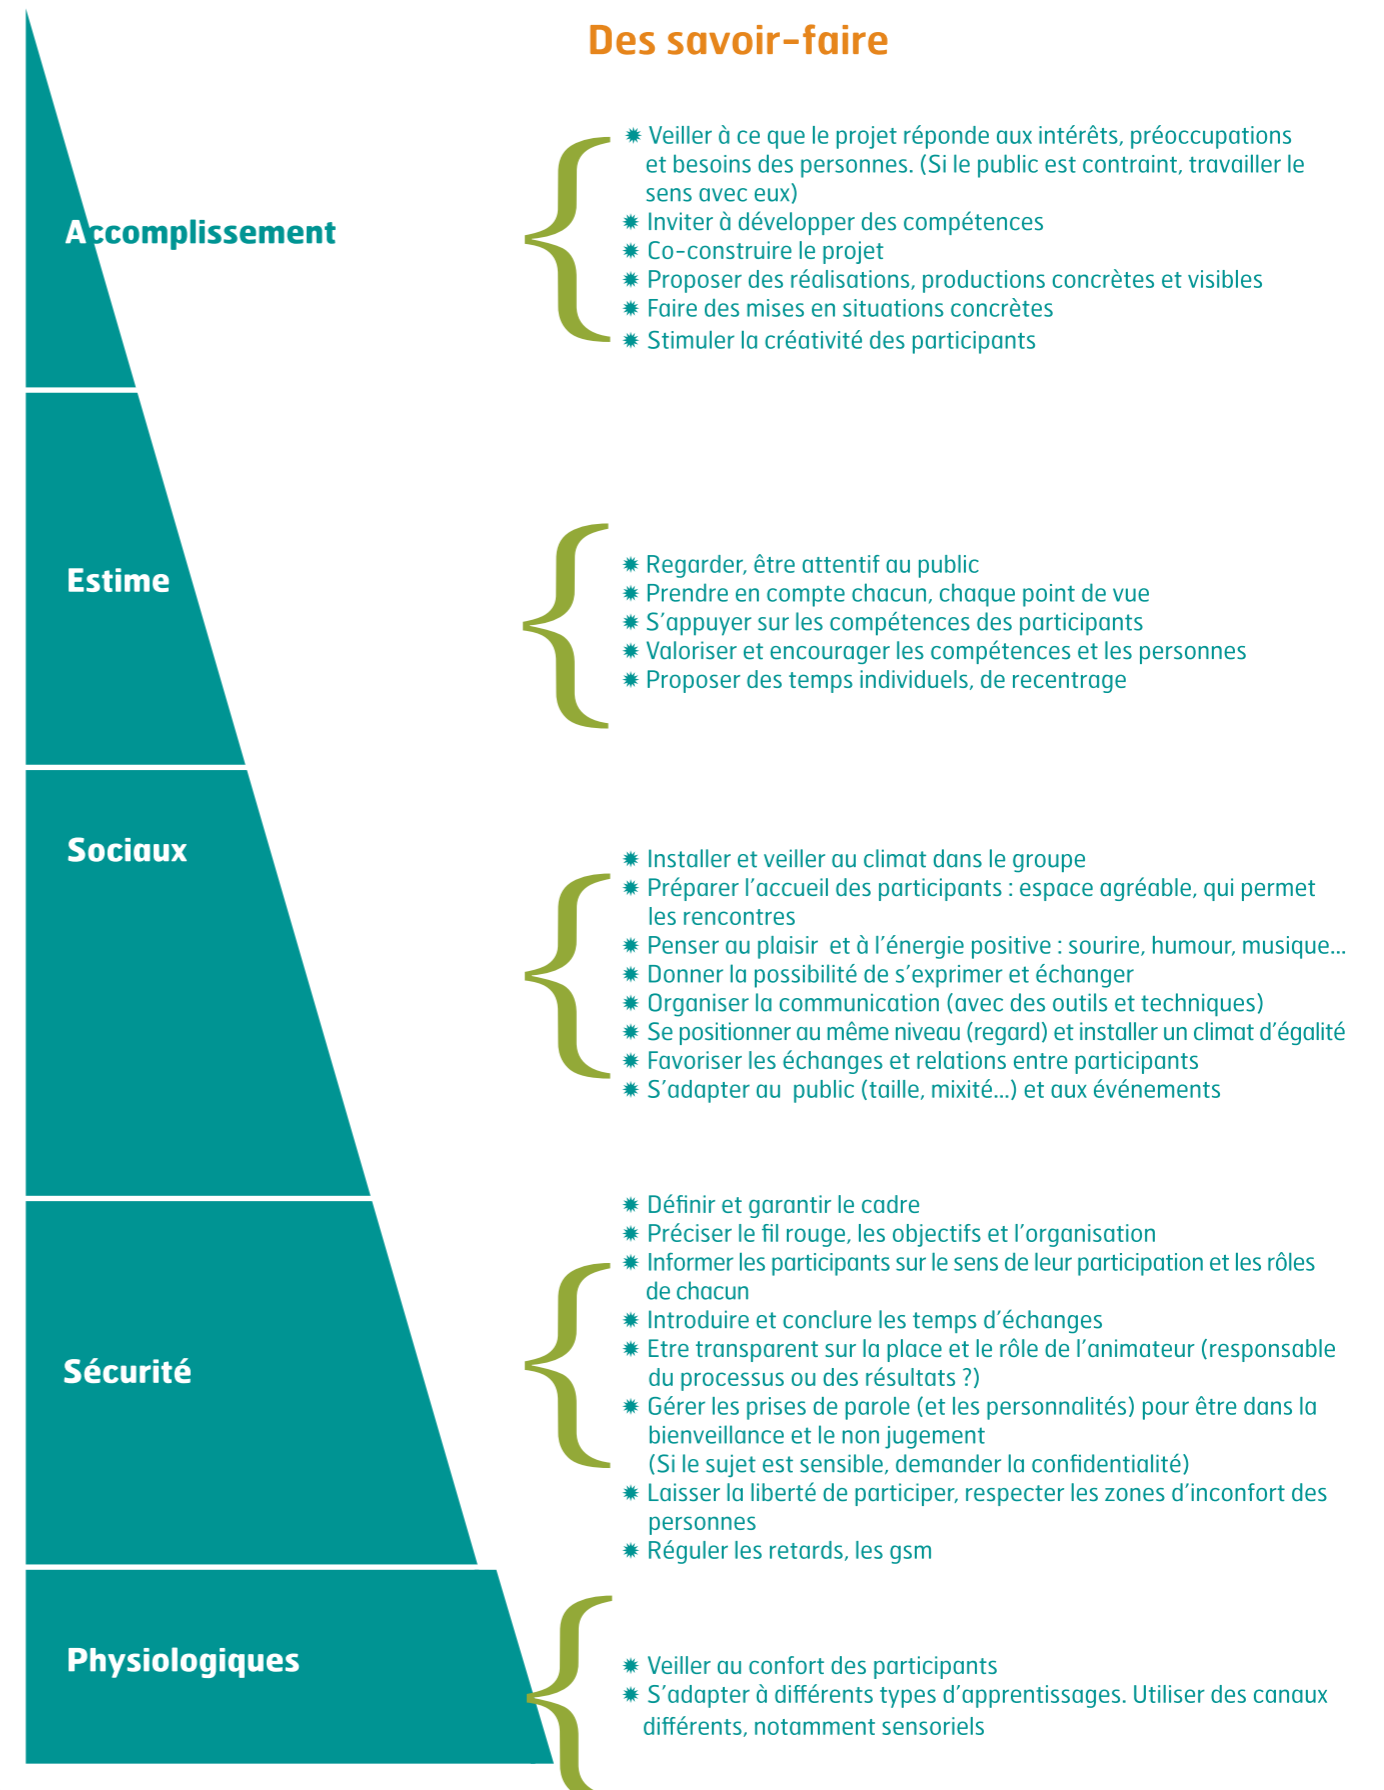 Des savoir-faire
Accomplissement
✹ Veiller à ce que le projet réponde aux intérêts, préoccupations
et besoins des personnes. (Si le public est contraint, travailler le
sens avec eux)
✹ Inviter à développer des compétences
✹ Co-construire le projet
✹ Proposer des réalisations, productions concrètes et visibles
✹ Faire des mises en situations concrètes
✹ Stimuler la créativité des participants
Estime
✹ Regarder, être attentif au public
✹ Prendre en compte chacun, chaque point de vue
✹ S'appuyer sur les compétences des participants
✹ Valoriser et encourager les compétences et les personnes
✹ Proposer des temps individuels, de recentrage
Sociaux
✹ Installer et veiller au climat dans le groupe
✹ Préparer l'accueil des participants : espace agréable, qui permet
les rencontres
✹ Penser au plaisir et à l'énergie positive : sourire, humour, musique...
✹ Donner la possibilité de s'exprimer et échanger
✹ Organiser la communication (avec des outils et techniques)
✹ Se positionner au même niveau (regard) et installer un climat d'égalité
✹ Favoriser les échanges et relations entre participants
✹ S'adapter au public (taille, mixité...) et aux événements
Sécurité
✹ Définir et garantir le cadre
✹ Préciser le fil rouge, les objectifs et l'organisation
✹ Informer les participants sur le sens de leur participation et les rôles
de chacun
✹ Introduire et conclure les temps d'échanges
✹ Etre transparent sur la place et le rôle de l'animateur (responsable
du processus ou des résultats ?)
✹ Gérer les prises de parole (et les personnalités) pour être dans la
bienveillance et le non jugement
(Si le sujet est sensible, demander la confidentialité)
✹ Laisser la liberté de participer, respecter les zones d'inconfort des
personnes
✹ Réguler les retards, les gsm
Physiologiques
✹ Veiller au confort des participants
✹ S'adapter à différents types d'apprentissages. Utiliser des canaux
différents, notamment sensoriels